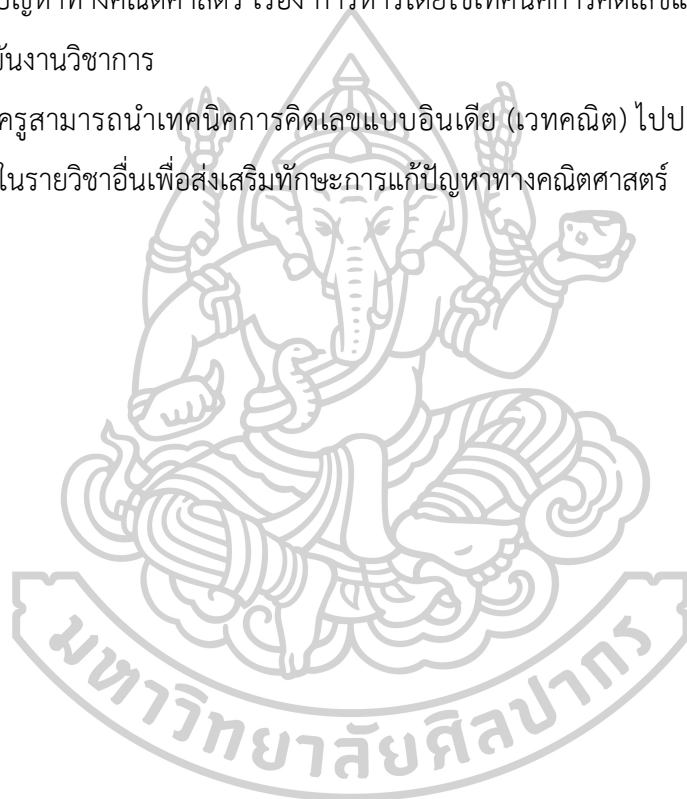 ปัญหาทางคณิตศาสตร์ เรื่อง การหารโดยใช้เทคนิคการคิดเลขแ
ขันงานวิชาการ
ครูสามารถนำเทคนิคการคิดเลขแบบอินเดีย (เวทคณิต) ไปป
ในรายวิชาอื่นเพื่อส่งเสริมทักษะการแก้ปัญหาทางคณิตศาสตร์
มหาวิทยาลัยศิลปากร